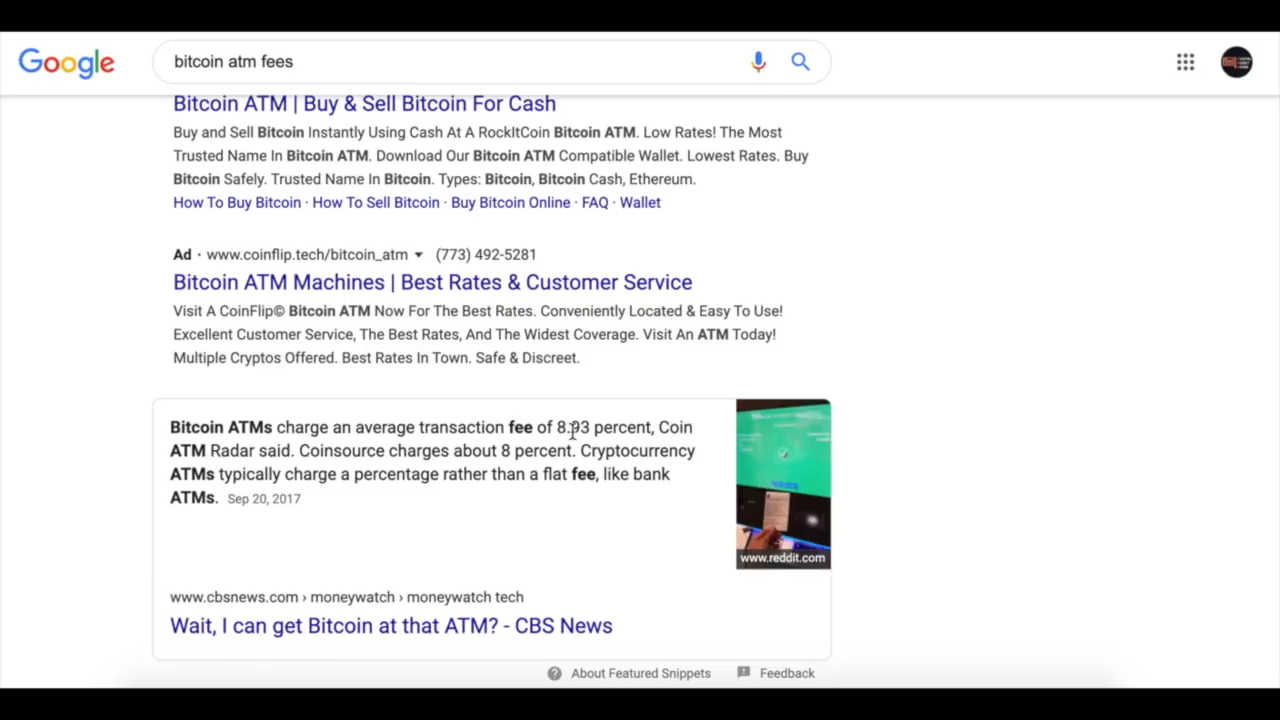 Google
bitcoin atm fees
Bitcoin ATM | Buy & Sell Bitcoin For Cash
Buy and Sell Bitcoin Instantly Using Cash At A RockItCoin Bitcoin ATM. Low Rates! The Most
Trusted Name In Bitcoin ATM. Download Our Bitcoin ATM Compatible Wallet. Lowest Rates. Buy
Bitcoin Safely. Trusted Name In Bitcoin. Types: Bitcoin, Bitcoin Cash, Ethereum.
How To Buy Bitcoin · How To Sell Bitcoin · Buy Bitcoin Online · FAQ · Wallet
Ad · www.coinflip.tech/bitcoin_atm (773) 492-5281
Bitcoin ATM Machines | Best Rates & Customer Service
Visit A CoinFlip© Bitcoin ATM Now For The Best Rates. Conveniently Located & Easy To Use!
Excellent Customer Service, The Best Rates, And The Widest Coverage. Visit An ATM Today!
Multiple Cryptos Offered. Best Rates In Town. Safe & Discreet.
Bitcoin ATMs charge an average transaction fee of 8.93 percent, Coin
ATM Radar said. Coinsource charges about 8 percent. Cryptocurrency
ATMs typically charge a percentage rather than a flat fee, like bank
ATMs. Sep 20, 2017
www.reddit.com
www.cbsnews.com › moneywatch › moneywatch tech
Wait, I can get Bitcoin at that ATM? - CBS News
About Featured Snippets Feedback